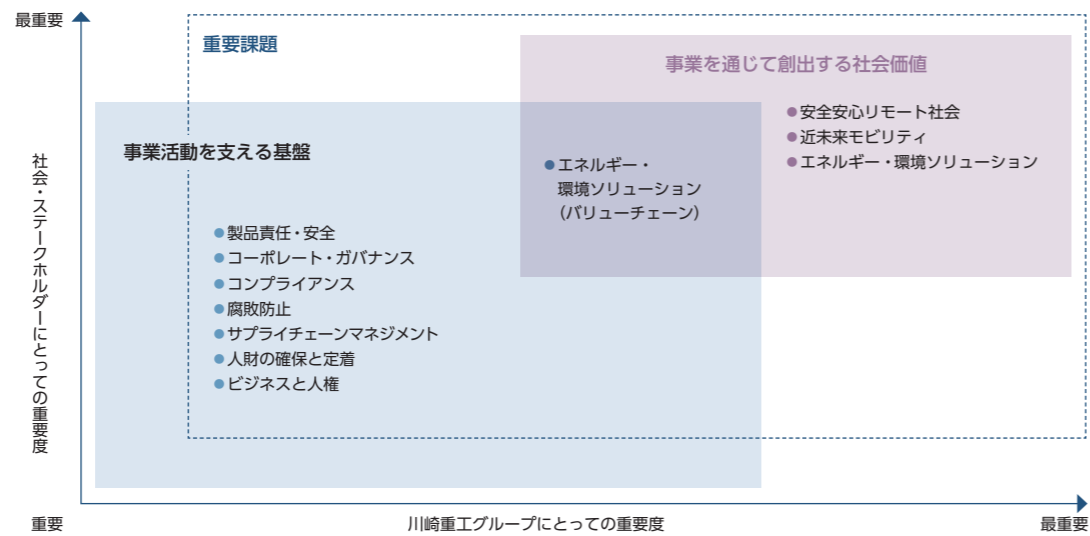 最重要
重要課題
事業を通じて創出する社会価値
●安全安心リモート社会
●近未来モビリティ
●エネルギー・環境ソリューション
事業活動を支える基盤
●エネルギー・
環境ソリューション
（バリューチェーン）
●製品責任・安全
●コーポレート・ガバナンス
●コンプライアンス
●腐敗防止
●サプライチェーンマネジメント
●人財の確保と定着
●ビジネスと人権
社会・ステークホルダーにとっての重要度
重要
川崎重工グループにとっての重要度
最重要